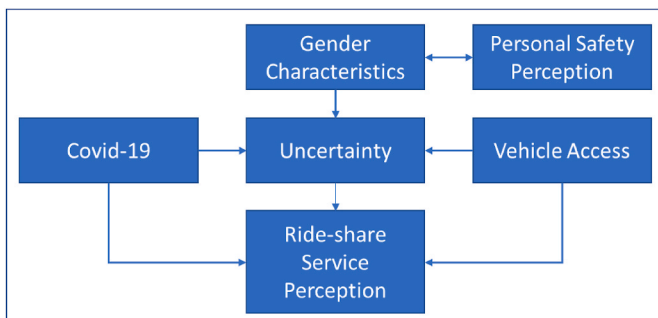 Gender
Characteristics
Personal Safety
Perception
Covid-19
Uncertainty
Vehicle Access
Ride-share
Service
Perception